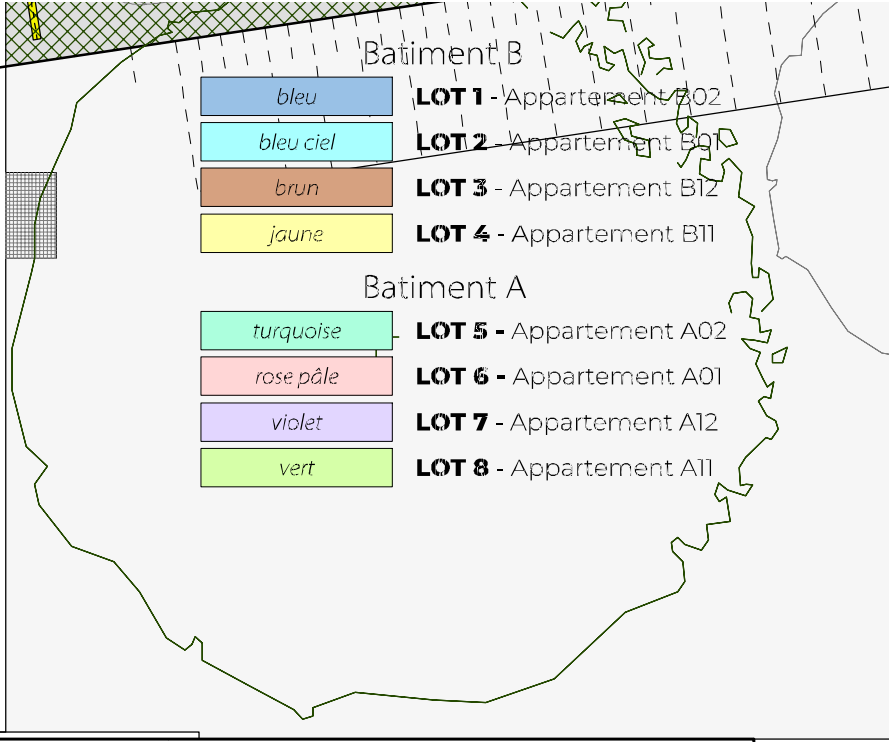 Batiment B
bleu LOT 1 - Appartement B02
bleu ciel LOT 2 - Appartement B01
brun LOT 3 - Appartement B12
jaune LOT 4 - Appartement B11
Batiment A
turquoise LOT 5 - Appartement A02
rose pâle LOT 6 - Appartement A01
violet LOT 7 - Appartement A12
vert LOT 8 - Appartement A11